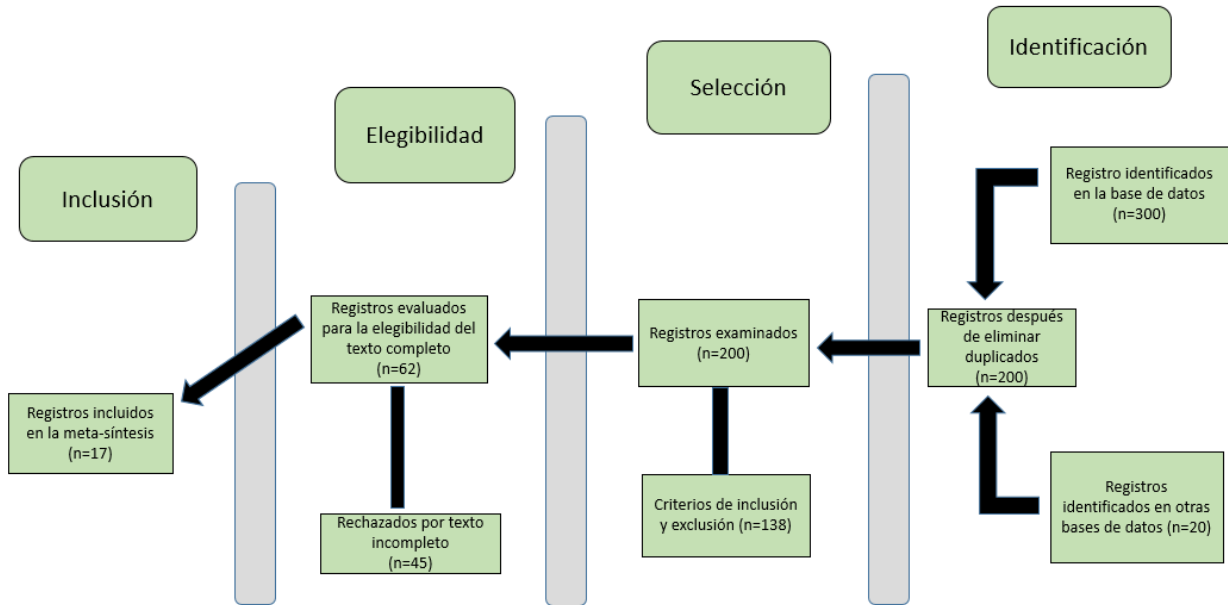 Identificación
Selección
Elegibilidad
Inclusión
Registro identificados
en la base de datos
(n=300)
Registros después
de eliminar
duplicados
(n=200)
Registros
identificados en otras
bases de datos (n=20)
Registros examinados
(n=200)
Criterios de inclusión
y exclusión (n=138)
Registros evaluados
para la elegibilidad del
texto completo
(n=62)
Rechazados por texto
incompleto
(n=45)
Registros incluidos
en la meta-síntesis
(n=17)